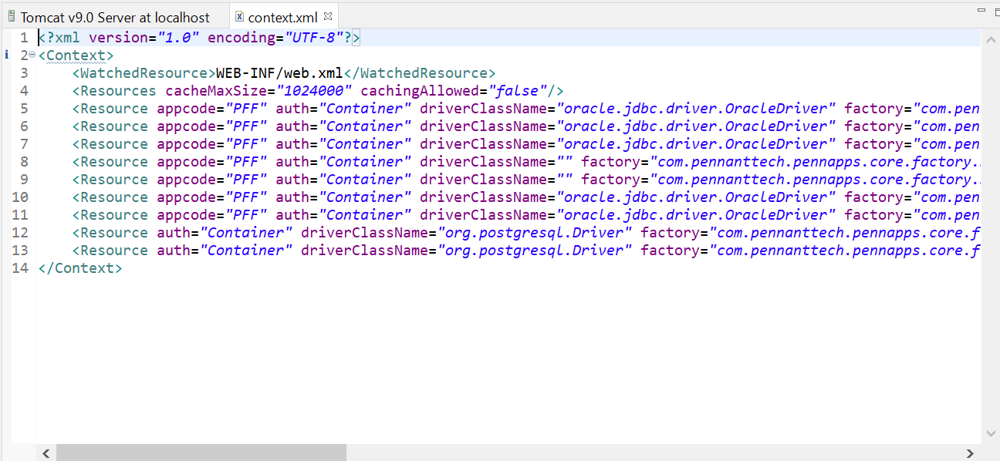 Tomcat v9.0 Server at localhost context.xml
1 <?xml version="1.0" encoding="UTF-8"?>
2 <Context>
3 <WatchedResource>WEB-INF/web.xml</WatchedResource>
4 <Resources cacheMaxSize="1024000" cachingAllowed="false"/>
5 <Resource appcode="PFF" auth="Container" driverClassName="oracle.jdbc.driver.OracleDriver" factory="com.pen
6 <Resource appcode="PFF" auth="Container" driverClassName="oracle.jdbc.driver.OracleDriver" factory="com.pen
7 <Resource appcode="PFF" auth="Container" driverClassName="oracle.jdbc.driver.OracleDriver" factory="com.pen
8 <Resource appcode="PFF" auth="Container" driverClassName="" factory="com.pennanttech.pennapps.core.factory.
9 <Resource appcode="PFF" auth="Container" driverClassName="" factory="com.pennanttech.pennapps.core.factory.
10 <Resource appcode="PFF" auth="Container" driverClassName="oracle.jdbc.driver.OracleDriver" factory="com.pen
11 <Resource appcode="PFF" auth="Container" driverClassName="oracle.jdbc.driver.OracleDriver" factory="com.pen
12 <Resource auth="Container" driverClassName="org.postgresql.Driver" factory="com.pennanttech.pennapps.core.f
13 <Resource auth="Container" driverClassName="org.postgresql.Driver" factory="com.pennanttech.pennapps.core.f
14 </Context>